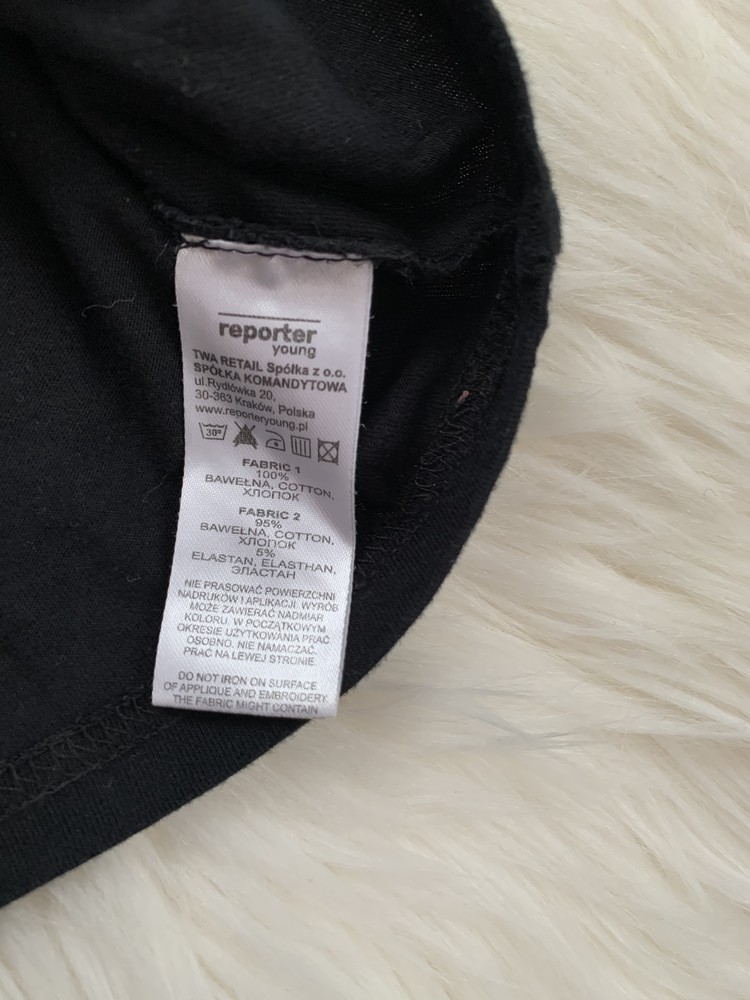 reporter
young
TWA RETAIL Spółka z o.o.
SPÓŁKA KOMANDYTOWA
ul.Rydlówka 20,
30-363 Kraków, Polska
www.reporteryoung.pl
30°
FABRIC 1
100%
BAWEŁNA, COTTON,
ХЛОПОК
FABRIC 2
95%
BAWEŁNA, COTTON,
ХЛОПОК
5%
ELASTAN, ELASTHAN,
ЭЛАСТАН
NIE PRASOWAĆ POWIERZCHNI
NADRUKÓW I APLIKACJI. WYRÓB
MOŻE ZAWIERAĆ NADMIAR
KOLORU. W POCZĄTKOWYM
OKRESIE UŻYTKOWANIA PRAĆ
OSOBNO. NIE NAMACZAĆ.
PRAĆ NA LEWEJ STRONIE.
DO NOT IRON ON SURFACE
OF APPLIQUE AND EMBROIDERY.
THE FABRIC MIGHT CONTAIN